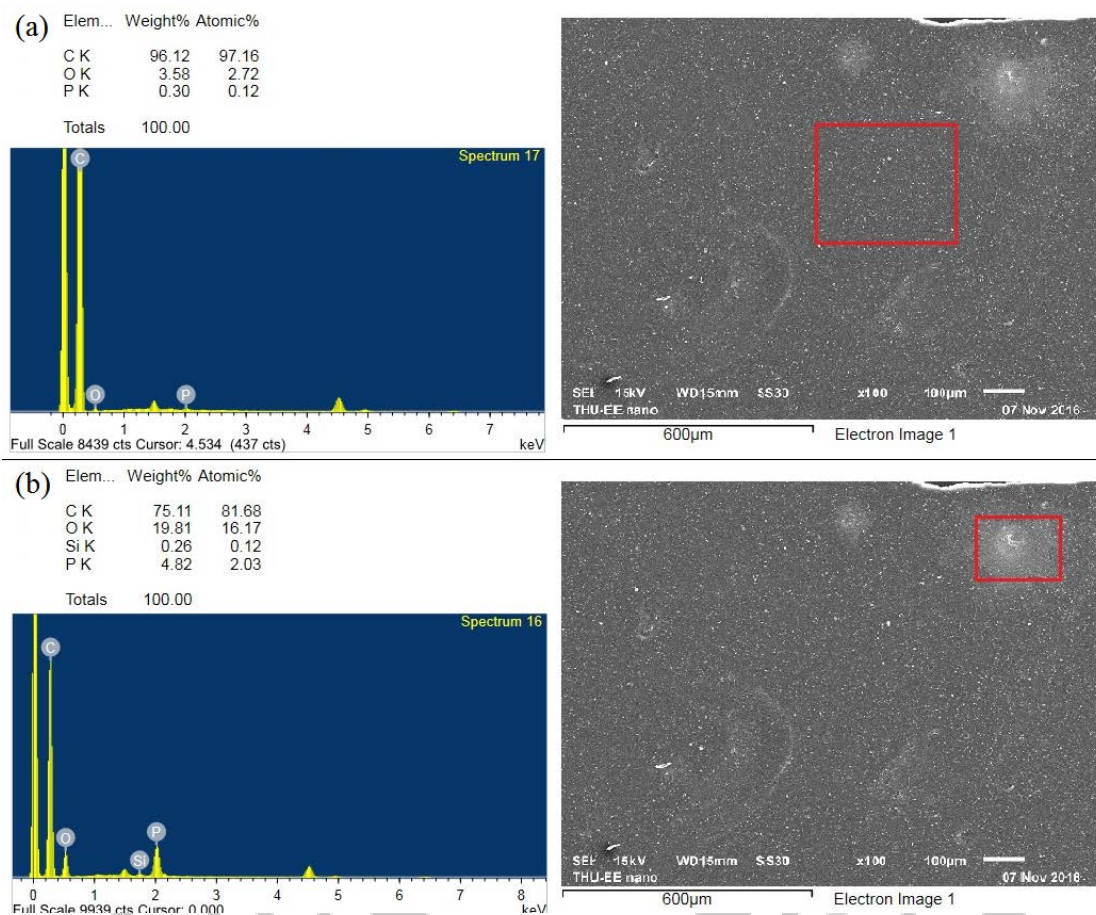 (a)
Elem... Weight% Atomic%
C K 96.12 97.16
O K 3.58 2.72
P K 0.30 0.12
Totals 100.00
Spectrum 17
C
O
P
0 1 2 3 4 5 6 7
Full Scale 8439 cts Cursor: 4.534 (437 cts) keV
SEI 15kV WD15mm SS30 x100 100µm
THU-EE nano 07 Nov 2016
600µm Electron Image 1
(b)
Elem... Weight% Atomic%
C K 75.11 81.68
O K 19.81 16.17
Si K 0.26 0.12
P K 4.82 2.03
Totals 100.00
Spectrum 16
C
O
Si
P
0 1 2 3 4 5 6 7 8
Full Scale 9939 cts Cursor: 0.000 keV
SEI 15kV WD15mm SS30 x100 100µm
THU-EE nano 07 Nov 2016
600µm Electron Image 1